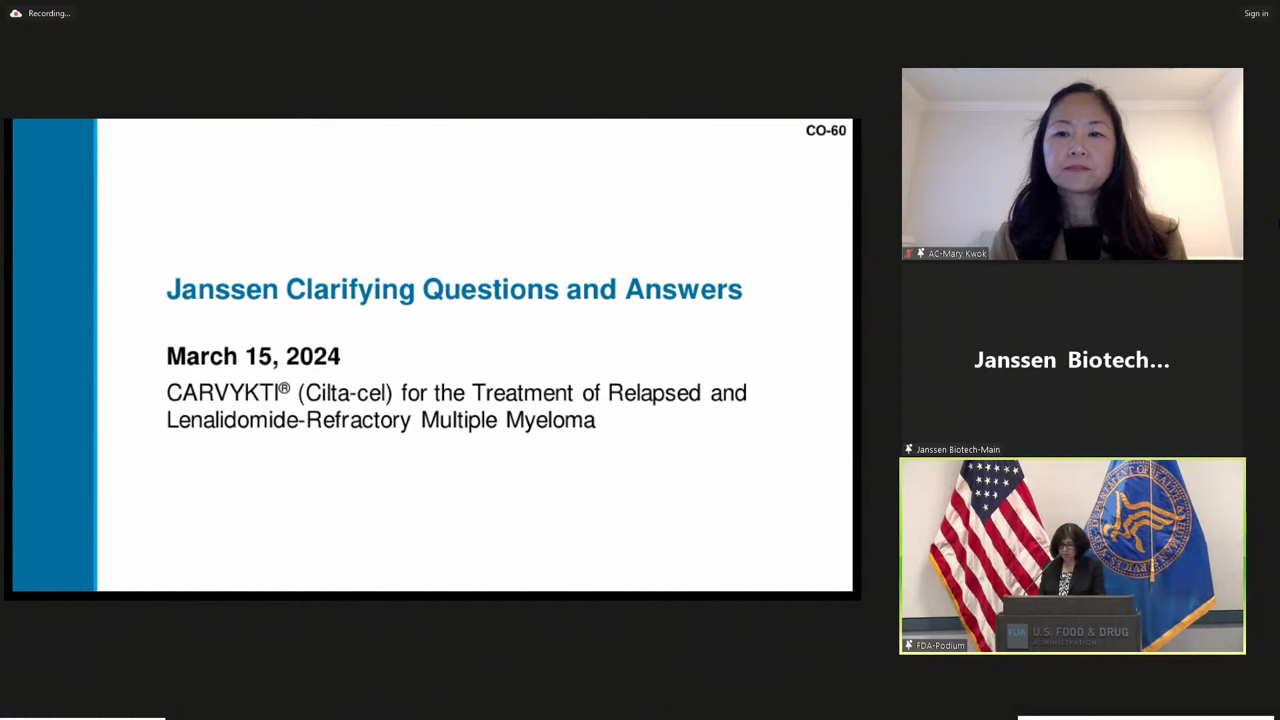 Recording...
Sign in
CO-60
Janssen Clarifying Questions and Answers
March 15, 2024
CARVYKTI® (Cilta-cel) for the Treatment of Relapsed and
Lenalidomide-Refractory Multiple Myeloma
AC-Mary Kwok
Janssen Biotech...
Janssen Biotech-Main
FDA U.S. FOOD & DRUG
ADMINISTRATION
FDA-Podium